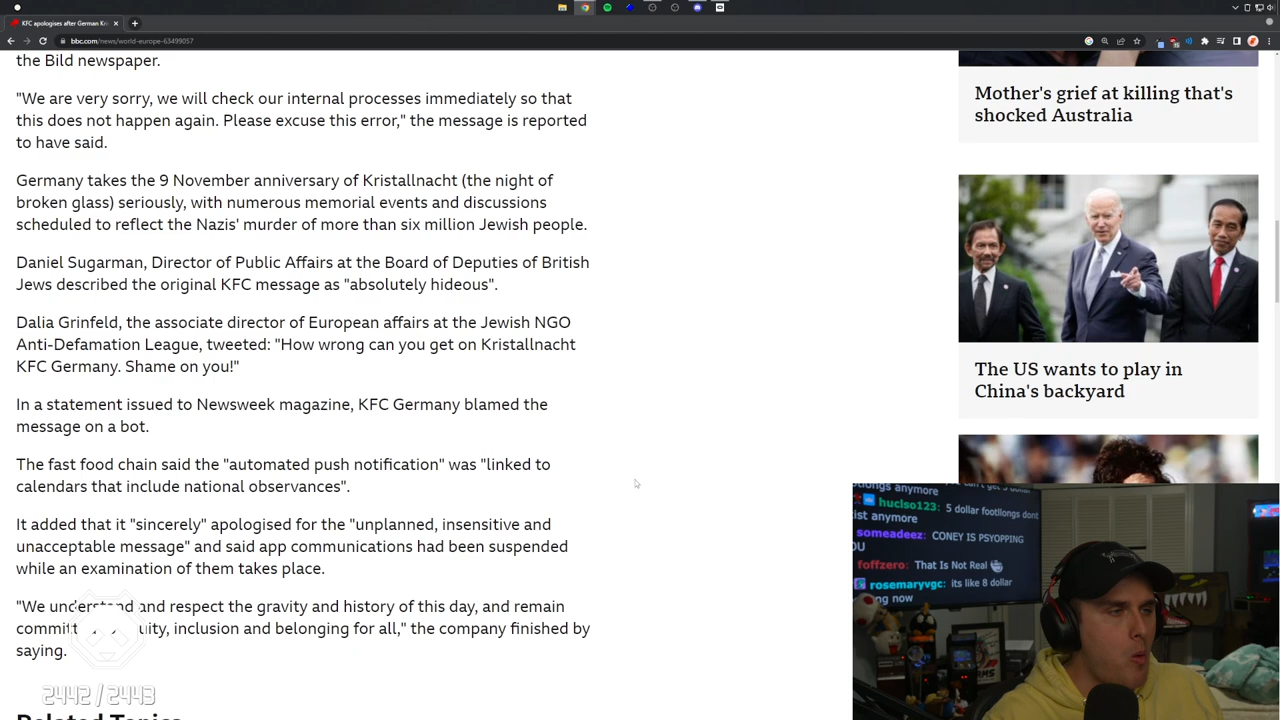 KFC apologises after German Kri
bbc.com/news/world-europe-63499057
the Bild newspaper.
"We are very sorry, we will check our internal processes immediately so that
this does not happen again. Please excuse this error," the message is reported
to have said.
Germany takes the 9 November anniversary of Kristallnacht (the night of
broken glass) seriously, with numerous memorial events and discussions
scheduled to reflect the Nazis' murder of more than six million Jewish people.
Daniel Sugarman, Director of Public Affairs at the Board of Deputies of British
Jews described the original KFC message as "absolutely hideous".
Dalia Grinfeld, the associate director of European affairs at the Jewish NGO
Anti-Defamation League, tweeted: "How wrong can you get on Kristallnacht
KFC Germany. Shame on you!"
In a statement issued to Newsweek magazine, KFC Germany blamed the
message on a bot.
The fast food chain said the "automated push notification" was "linked to
calendars that include national observances".
It added that it "sincerely" apologised for the "unplanned, insensitive and
unacceptable message" and said app communications had been suspended
while an examination of them takes place.
"We understand and respect the gravity and history of this day, and remain
uity, inclusion and belonging for all," the company finished by
saying.
Related Topics
2442 / 2443
Mother's grief at killing that's
shocked Australia
The US wants to play in
China's backyard
anymore
huclso123: 5 dollar footlongs dont
ist anymore
someadeez: CONEY IS PSYOPPING
OU
foffzero: That Is Not Real
rosemaryvgc: its like 8 dollar
ng now